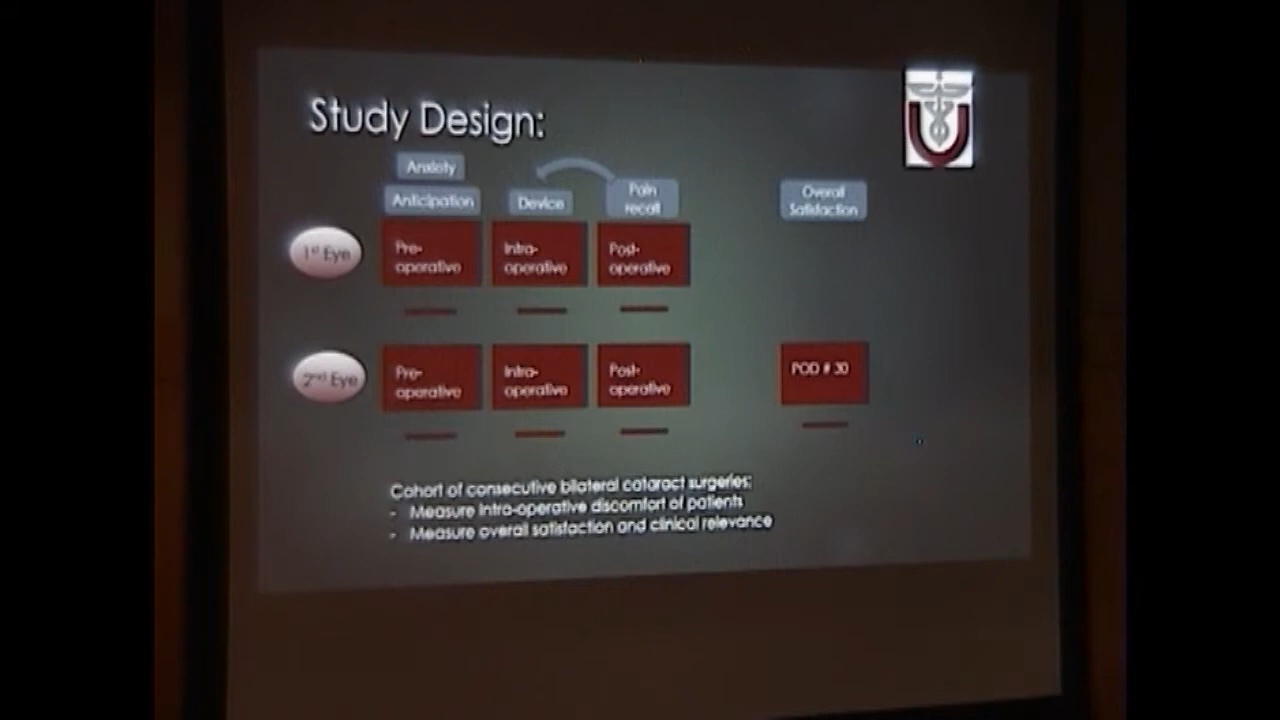 Study Design:
Anxiety
Anticipation
Device
Pain
recall
Overall
Satisfaction
1st Eye
Pre-
operative
Intra-
operative
Post-
operative
2nd Eye
Pre-
operative
Intra-
operative
Post-
operative
POD # 30
Cohort of consecutive bilateral cataract surgeries:
- Measure intra-operative discomfort of patients
- Measure overall satisfaction and clinical relevance